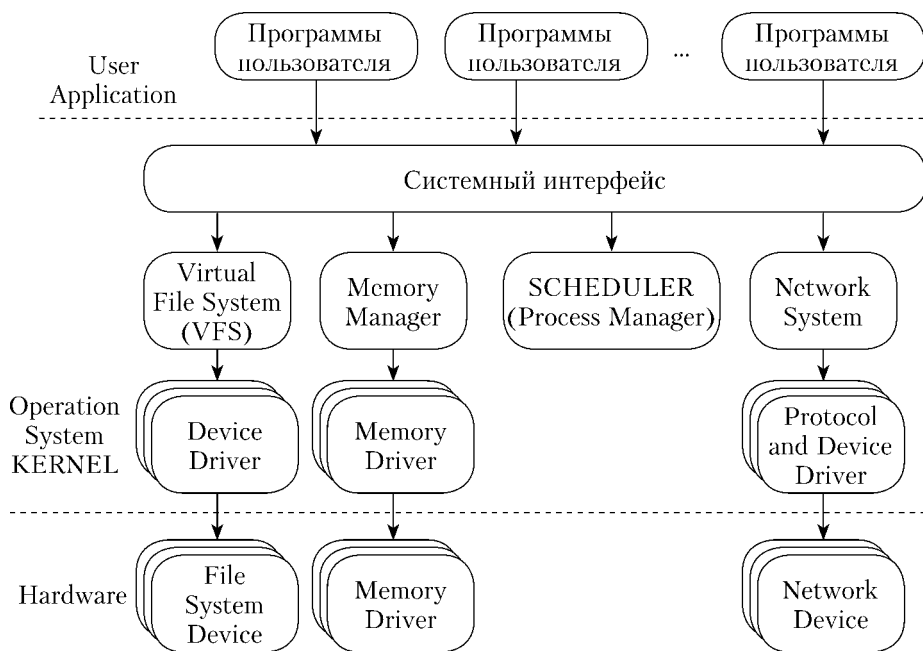 Программы
пользователя
Программы
пользователя
...
Программы
пользователя
User
Application
Системный интерфейс
Virtual
File System
(VFS)
Memory
Manager
SCHEDULER
(Process Manager)
Network
System
Operation
System
KERNEL
Device
Driver
Memory
Driver
Protocol
and Device
Driver
Hardware
File
System
Device
Memory
Driver
Network
Device